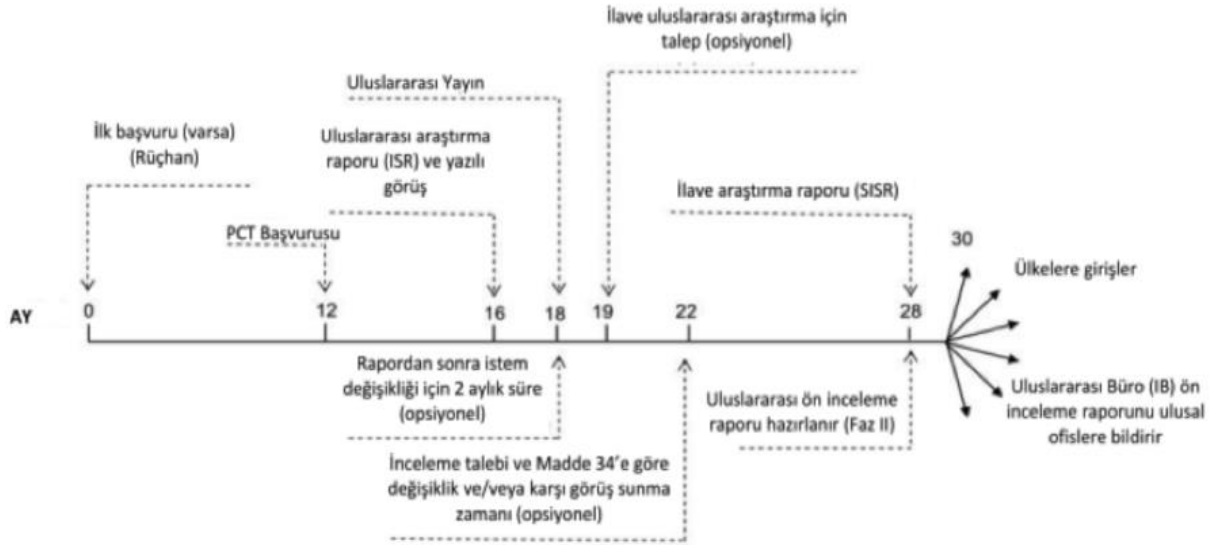 İlave uluslararası araştırma için
talep (opsiyonel)
Uluslararası Yayın
İlk başvuru (varsa)
(Rüçhan)
Uluslararası araştırma
raporu (ISR) ve yazılı
görüş
İlave araştırma raporu (SISR)
PCT Başvurusu
30
Ülkelere girişler
AY 0 12 16 18 19 22 28
Rapordan sonra istem
değişikliği için 2 aylık süre
(opsiyonel)
Uluslararası ön inceleme
raporu hazırlanır (Faz II)
Uluslararası Büro (IB) ön
inceleme raporunu ulusal
ofislere bildirir
İnceleme talebi ve Madde 34'e göre
değişiklik ve/veya karşı görüş sunma
zamanı (opsiyonel)